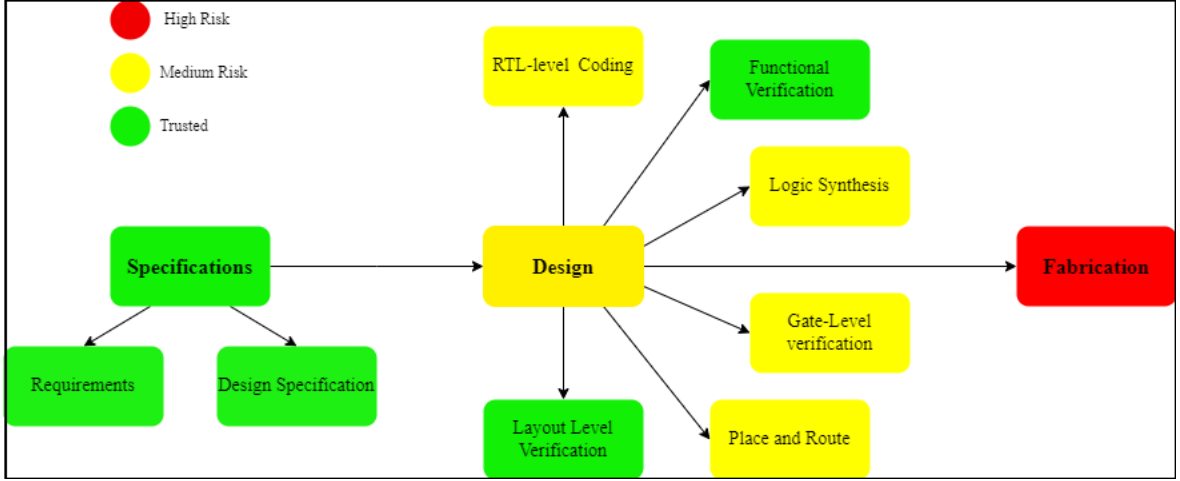 High Risk
Medium Risk
Trusted
RTL-level Coding
Functional
Verification
Logic Synthesis
Specifications
Design
Fabrication
Gate-Level
verification
Requirements
Design Specification
Layout Level
Verification
Place and Route